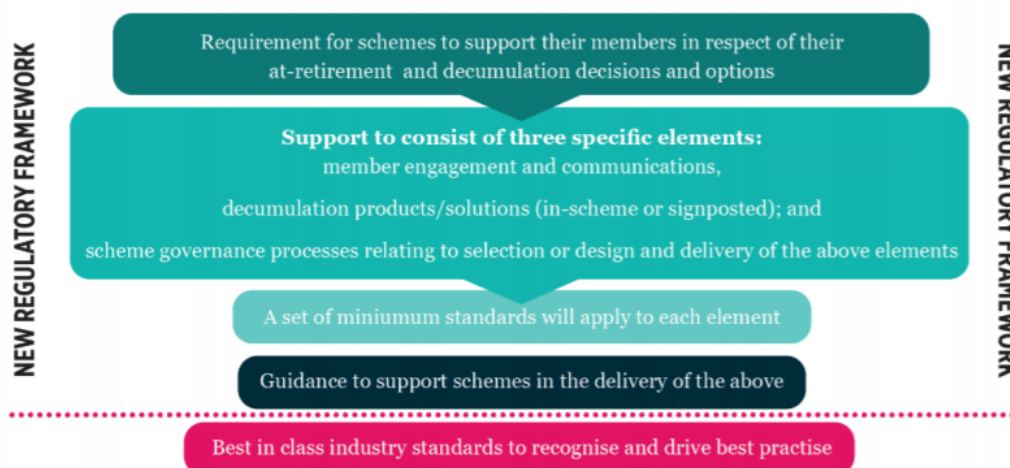 NEW REGULATORY FRAMEWORK
Requirement for schemes to support their members in respect of their
at-retirement and decumulation decisions and options
Support to consist of three specific elements:
member engagement and communications,
decumulation products/solutions (in-scheme or signposted); and
scheme governance processes relating to selection or design and delivery of the above elements
A set of miniumum standards will apply to each element
Guidance to support schemes in the delivery of the above
Best in class industry standards to recognise and drive best practise
NEW REGULATORY FRAMEWORK